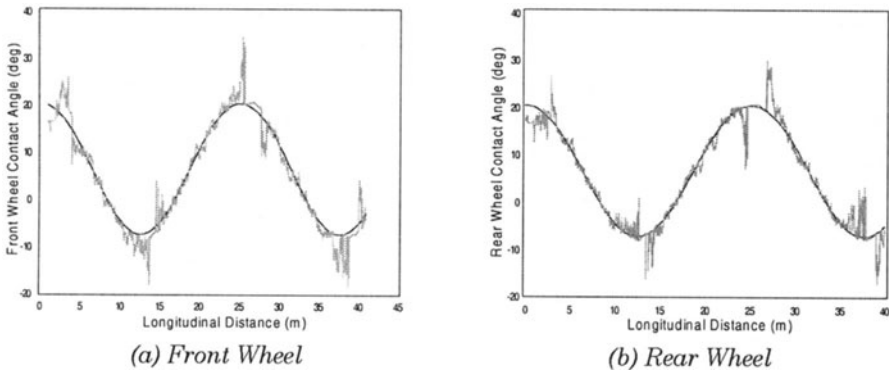 40
30
20
10
0
-10
-20
Front Wheel Contact Angle (deg)
0 5 10 15 20 25 30 35 40 45
Longitudinal Distance (m)
(a) Front Wheel
40
30
20
10
0
-10
-20
Rear Wheel Contact Angle (deg)
0 5 10 15 20 25 30 35 40
Longitudinal Distance (m)
(b) Rear Wheel